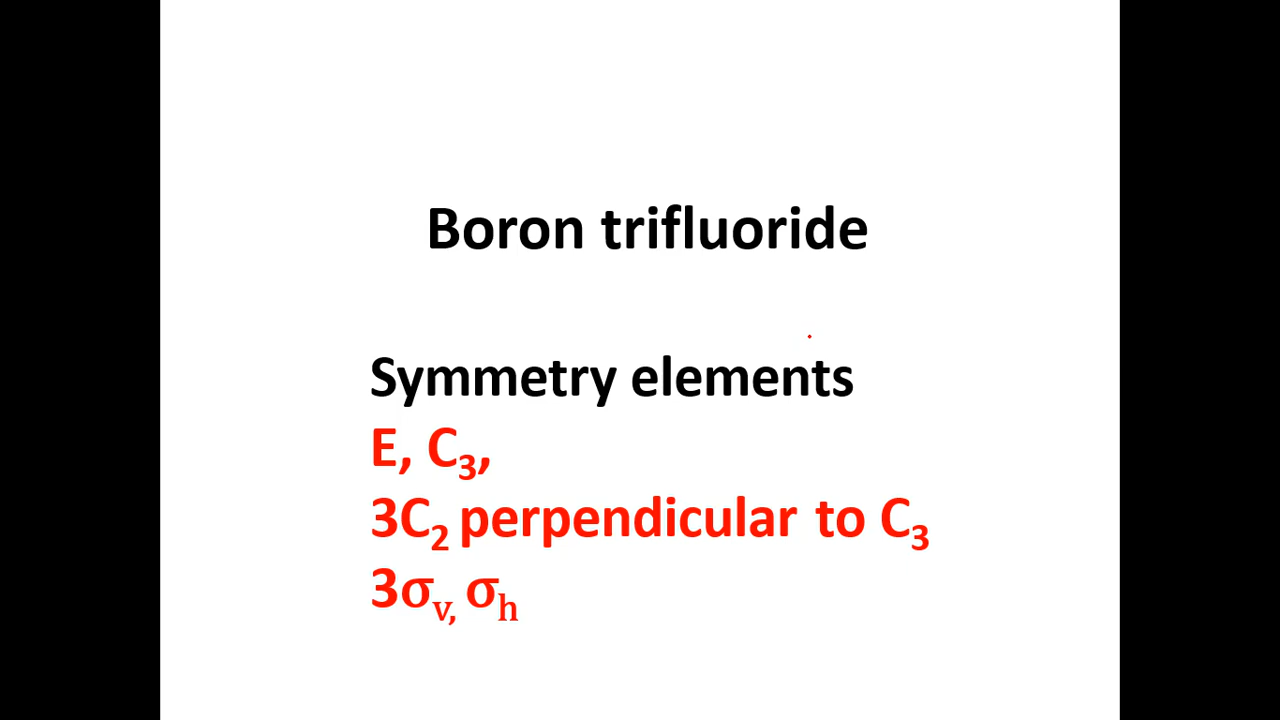 Boron trifluoride
Symmetry elements
E, C₃,
3C₂ perpendicular to C₃
3σᵥ, σₕ